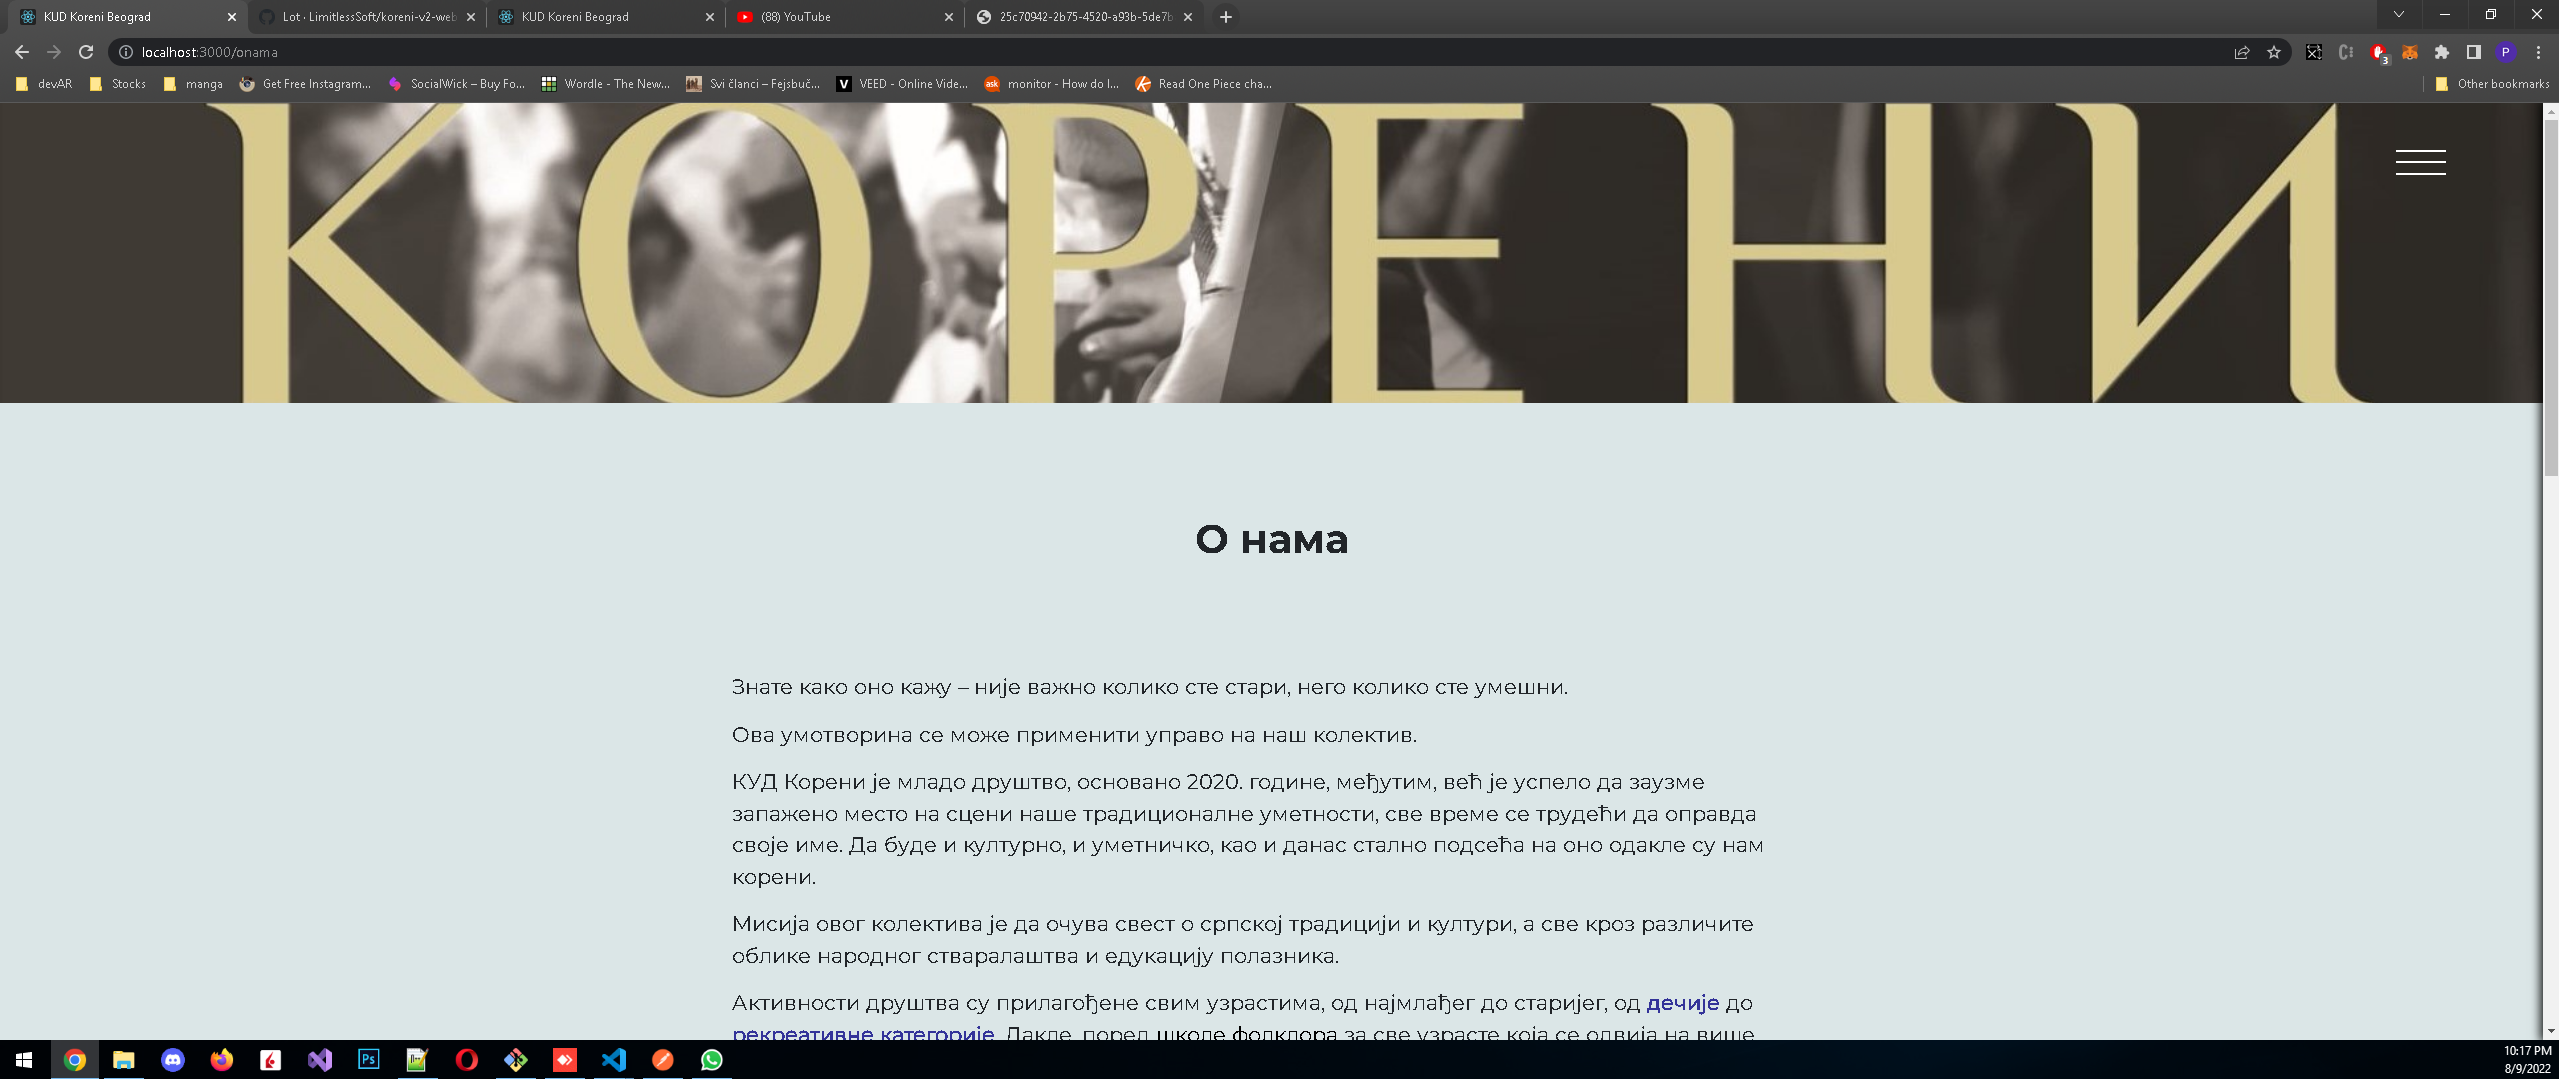 KUD Koreni Beograd
Lot · LimitlessSoft/koreni-v2-web
KUD Koreni Beograd
(88) YouTube
25c70942-2b75-4520-a93b-5de7b
localhost:3000/onama
3
P
devAR
Stocks
manga
Get Free Instagram...
SocialWick – Buy Fo...
Wordle - The New...
Svi članci – Fejsbuč...
VEED - Online Vide...
monitor - How do I...
Read One Piece cha...
Other bookmarks
КОРЕНИ
О нама
Знате како оно кажу – није важно колико сте стари, него колико сте умешни.
Ова умотворина се може применити управо на наш колектив.
КУД Корени је младо друштво, основано 2020. године, међутим, већ је успело да заузме
запажено место на сцени наше традиционалне уметности, све време се трудећи да оправда
своје име. Да буде и културно, и уметничко, као и данас стално подсећа на оно одакле су нам
корени.
Мисија овог колектива је да очува свест о српској традицији и култури, а све кроз различите
облике народног стваралаштва и едукацију полазника.
Активности друштва су прилагођене свим узрастима, од најмлађег до старијег, од дечије до
рекреативне категорије. Дакле, поред школе фолклора за све узрасте која се одвија на више
10:17 PM
8/9/2022